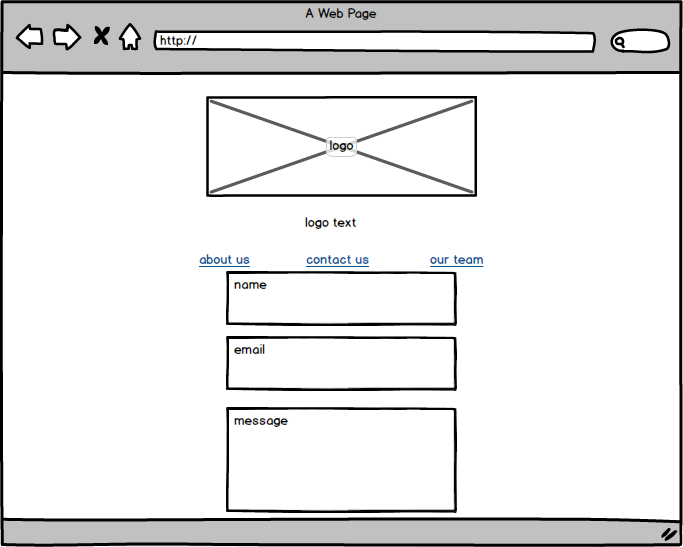 A Web Page
http://
logo
logo text
about us contact us our team
name
email
message